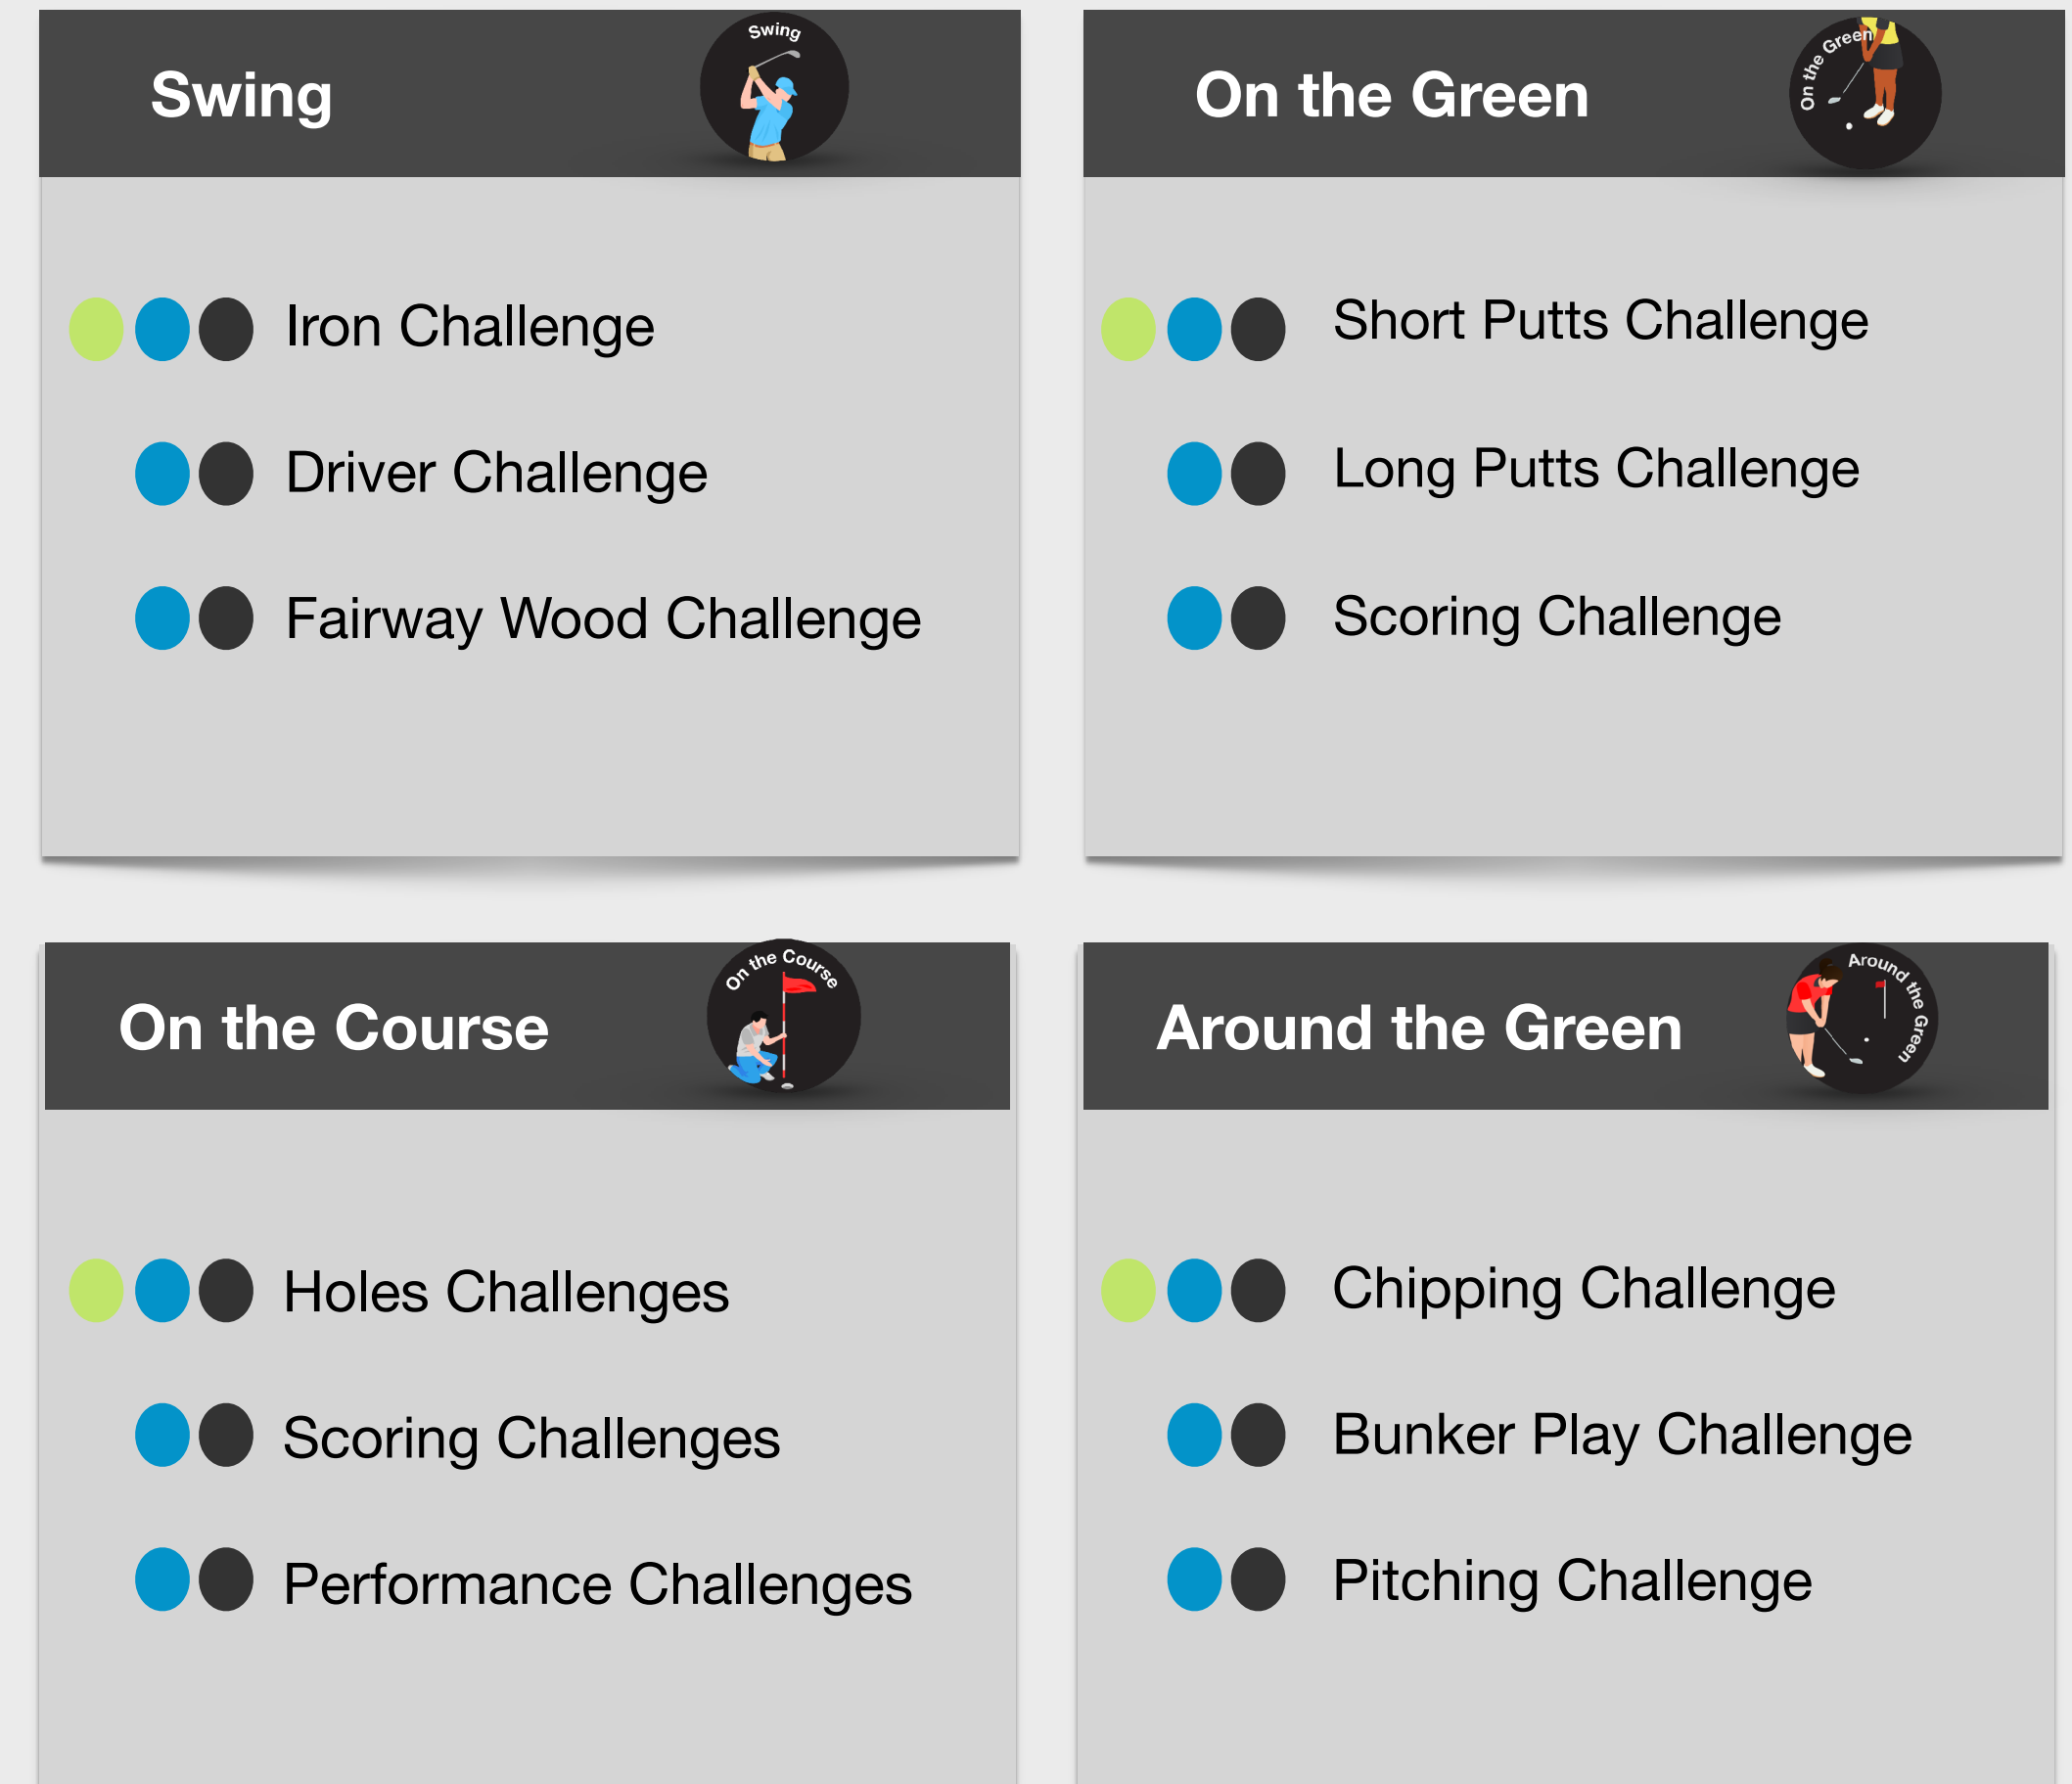 Swing
Swing
Iron Challenge
Driver Challenge
Fairway Wood Challenge
On the Green
On the Green
Short Putts Challenge
Long Putts Challenge
Scoring Challenge
On the Course
On the Course
Holes Challenges
Scoring Challenges
Performance Challenges
Around the Green
Around the Green
Chipping Challenge
Bunker Play Challenge
Pitching Challenge